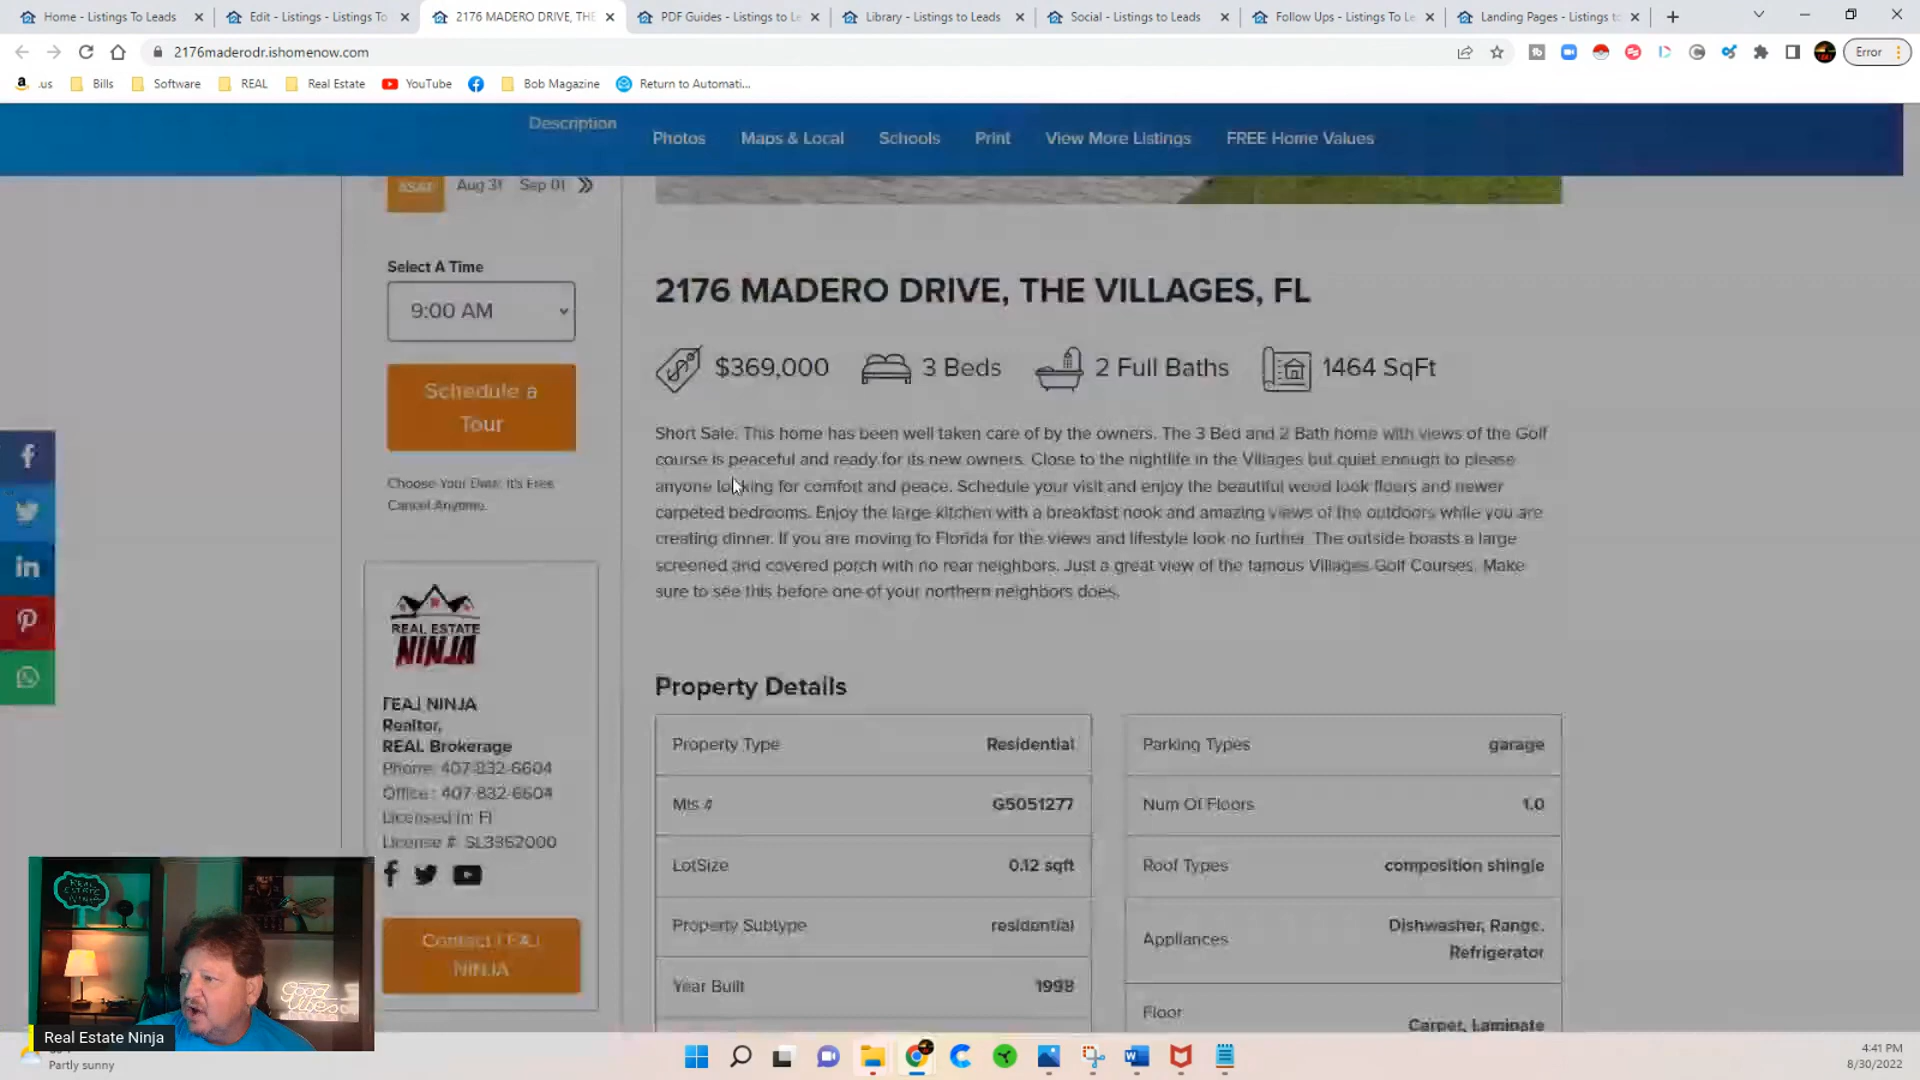 Home - Listings To Leads
Edit - Listings - Listings To
2176 MADERO DRIVE, THE
PDF Guides - Listings to Le
Library - Listings to Leads
Social - Listings to Leads
Follow Ups - Listings To Le
Landing Pages - Listings to
2176maderodr.ishomenow.com
Error
.us
Bills
Software
REAL
Real Estate
YouTube
Bob Magazine
Return to Automati...
Description
Photos
Maps & Local
Schools
Print
View More Listings
FREE Home Values
ASAP
Aug 31
Sep 01
Select A Time
9:00 AM
Schedule a
Tour
Choose Your Date. It's Free
Cancel Anytime.
2176 MADERO DRIVE, THE VILLAGES, FL
$369,000
3 Beds
2 Full Baths
1464 SqFt
Short Sale. This home has been well taken care of by the owners. The 3 Bed and 2 Bath home with views of the Golf
course is peaceful and ready for its new owners. Close to the nightlife in the Villages but quiet enough to please
anyone looking for comfort and peace. Schedule your visit and enjoy the beautiful wood look floors and newer
carpeted bedrooms. Enjoy the large kitchen with a breakfast nook and amazing views of the outdoors while you are
creating dinner. If you are moving to Florida for the views and lifestyle look no further. The outside boasts a large
screened and covered porch with no rear neighbors. Just a great view of the famous Villages Golf Courses. Make
sure to see this before one of your northern neighbors does.
REAL ESTATE
NINJA
NINJA
Realtor,
REAL Brokerage
Phone: 407-832-6604
Office : 407-832-6604
Licensed In: Fl
License #: SL3352000
Contact
NINJA
Property Details
Property Type
Residential
Mls #
G5051277
LotSize
0.12 sqft
Property Subtype
residential
Year Built
1998
Parking Types
garage
Num Of Floors
1.0
Roof Types
composition shingle
Appliances
Dishwasher, Range,
Refrigerator
Floor
Carpet, Laminate
REAL
ESTATE
NINJA
Good
Vibes
Real Estate Ninja
Partly sunny
4:41 PM
8/30/2022